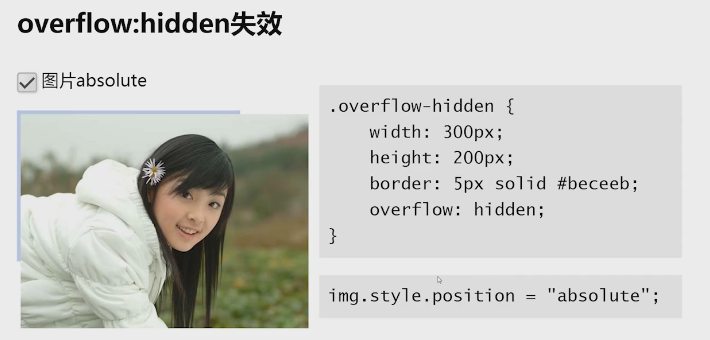 overflow:hidden失效
图片absolute
.overflow-hidden {
    width: 300px;
    height: 200px;
    border: 5px solid #beceeb;
    overflow: hidden;
}
img.style.position = "absolute";